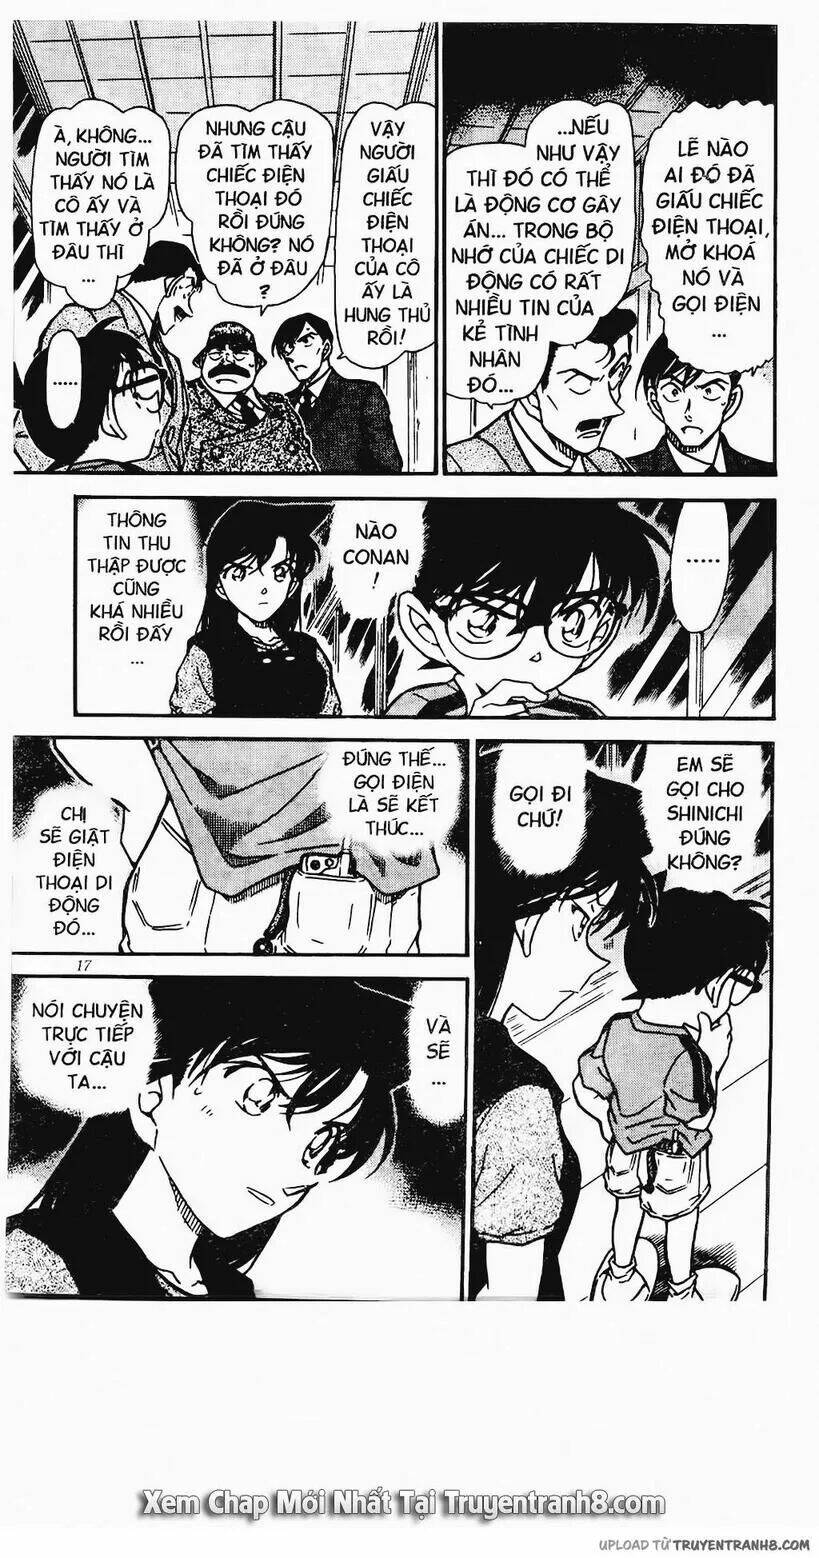 LẼ NÀO
AI ĐÓ ĐÃ
GIẤU CHIẾC
ĐIỆN THOẠI,
MỞ KHOÁ
NÓ VÀ
GỌI ĐIỆN
...
...NẾU
NHƯ VẬY
THÌ ĐÓ CÓ THỂ
LÀ ĐỘNG CƠ GÂY
ÁN... TRONG BỘ
NHỚ CỦA CHIẾC DI
ĐỘNG CÓ RẤT
NHIỀU TIN CỦA
KẺ TÌNH
NHÂN
ĐÓ...
VẬY
NGƯỜI
GIẤU
CHIẾC
ĐIỆN
THOẠI
CỦA CÔ
ẤY LÀ
HUNG THỦ
RỒI!
NHƯNG CẬU
ĐÃ TÌM THẤY
CHIẾC ĐIỆN
THOẠI ĐÓ
RỒI ĐÚNG
KHÔNG? NÓ
ĐÃ Ở ĐÂU
?
À, KHÔNG...
NGƯỜI TÌM
THẤY NÓ LÀ
CÔ ẤY VÀ
TÌM THẤY Ở
ĐÂU THÌ
...
......
......
NÀO
CONAN
!
THÔNG
TIN THU
THẬP ĐƯỢC
CŨNG
KHÁ NHIỀU
RỒI ĐẤY
...
EM SẼ
GỌI CHO
SHINICHI
ĐÚNG
KHÔNG?
GỌI ĐI
CHỨ!
ĐÚNG THẾ...
GỌI ĐIỆN
LÀ SẼ KẾT
THÚC...
CHỊ
SẼ GIẬT
ĐIỆN
THOẠI DI
ĐỘNG
ĐÓ...
17
VÀ
SẼ
...
NÓI CHUYỆN
TRỰC TIẾP
VỚI CẬU
TA...
Xem Chap Mới Nhất Tại Truyentranh8.com
UPLOAD TỪ TRUYENTRANH8.COM